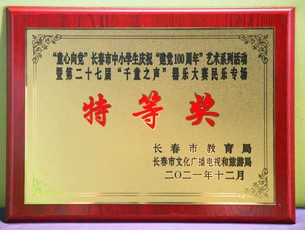 “童心向党”长春市中小学生庆祝“建党100周年”艺术系列活动
暨第二十七届“千童之声”器乐大赛民乐专场
特等奖
长春市教育局
长春市文化广播电视和旅游局
二〇二一年十二月